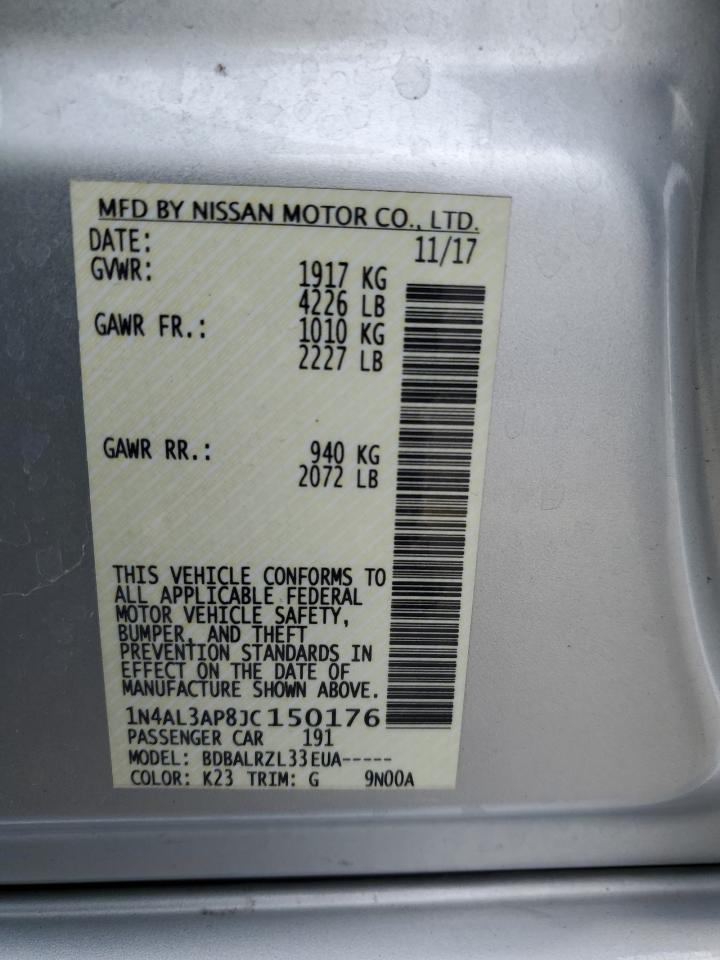 MFD BY NISSAN MOTOR CO., LTD.
DATE: 11/17
GVWR: 1917 KG
4226 LB
GAWR FR.: 1010 KG
2227 LB
GAWR RR.: 940 KG
2072 LB
THIS VEHICLE CONFORMS TO
ALL APPLICABLE FEDERAL
MOTOR VEHICLE SAFETY,
BUMPER, AND THEFT
PREVENTION STANDARDS IN
EFFECT ON THE DATE OF
MANUFACTURE SHOWN ABOVE.
1N4AL3AP8JC150176
PASSENGER CAR 191
MODEL: BDBALRZL33EUA-----
COLOR: K23 TRIM: G 9N00A